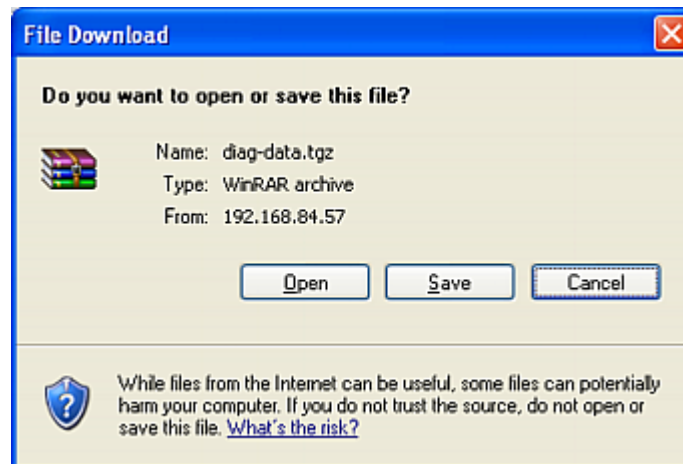 File Download
Do you want to open or save this file?
Name: diag-data.tgz
Type: WinRAR archive
From: 192.168.84.57
Open Save Cancel
While files from the Internet can be useful, some files can potentially
harm your computer. If you do not trust the source, do not open or
save this file. What's the risk?